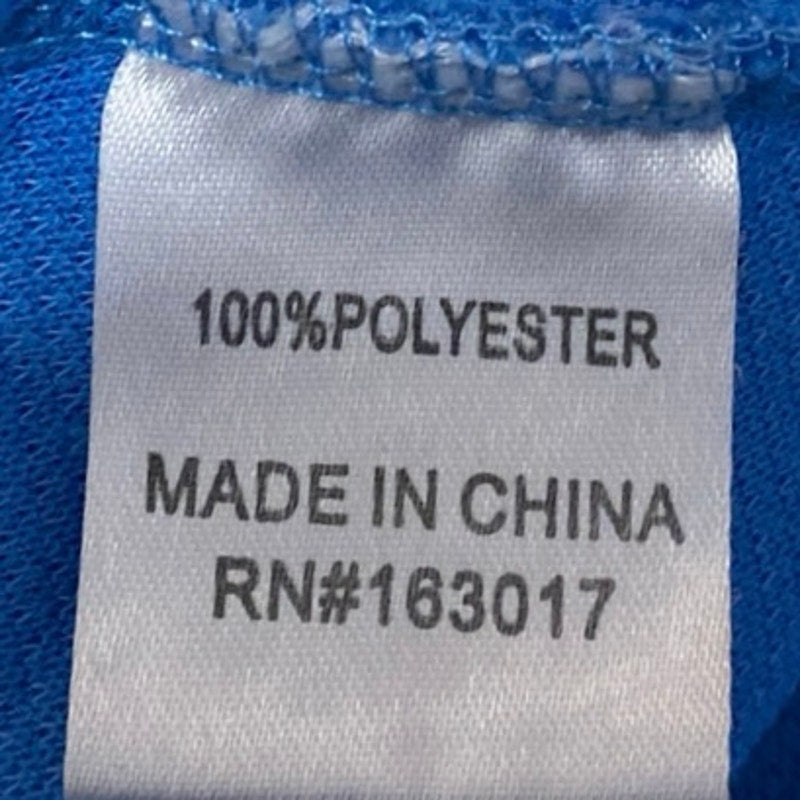 100%POLYESTER
MADE IN CHINA
RN#163017